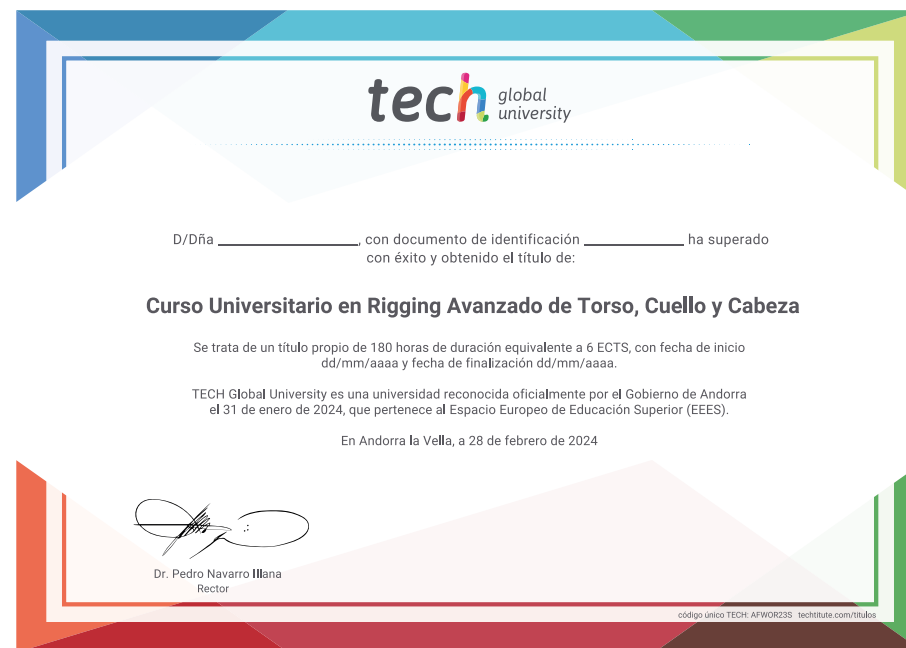 tech global university
D/Dña ____________________, con documento de identificación ______________ ha superado
con éxito y obtenido el título de:
Curso Universitario en Rigging Avanzado de Torso, Cuello y Cabeza
Se trata de un título propio de 180 horas de duración equivalente a 6 ECTS, con fecha de inicio
dd/mm/aaaa y fecha de finalización dd/mm/aaaa.
TECH Global University es una universidad reconocida oficialmente por el Gobierno de Andorra
el 31 de enero de 2024, que pertenece al Espacio Europeo de Educación Superior (EEES).
En Andorra la Vella, a 28 de febrero de 2024
Dr. Pedro Navarro Illana
Rector
código único TECH: AFWOR23S techtitute.com/titulos